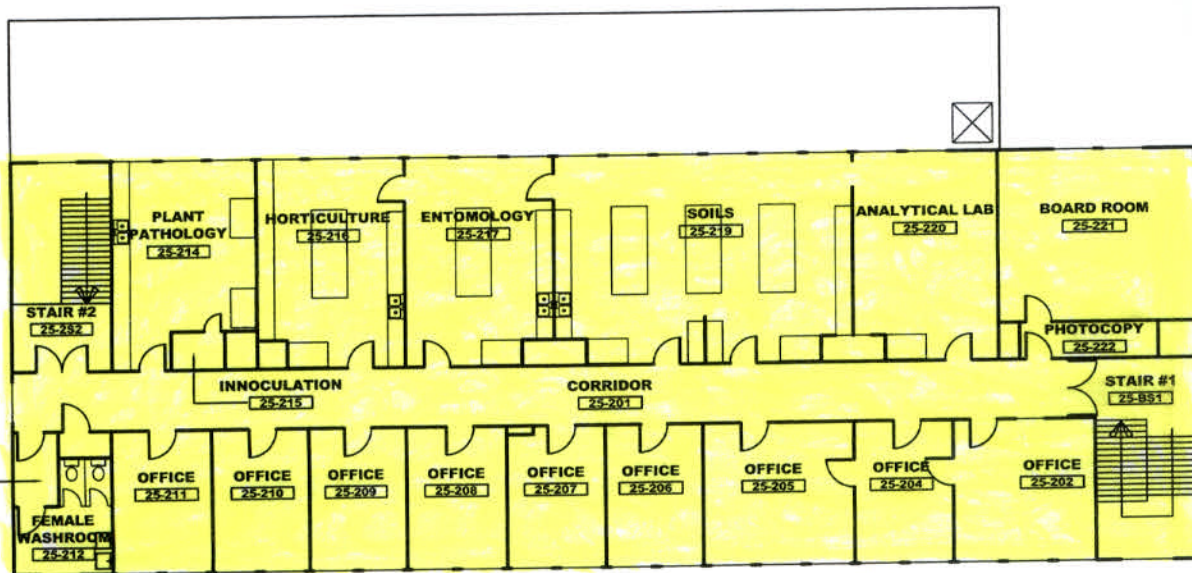 PLANT
PATHOLOGY
25-214
HORTICULTURE
25-216
ENTOMOLOGY
25-217
SOILS
25-219
ANALYTICAL LAB
25-220
BOARD ROOM
25-221
STAIR #2
25-2S2
PHOTOCOPY
25-222
INNOCULATION
25-215
CORRIDOR
25-201
STAIR #1
25-BS1
OFFICE
25-211
OFFICE
25-210
OFFICE
25-209
OFFICE
25-208
OFFICE
25-207
OFFICE
25-206
OFFICE
25-205
OFFICE
25-204
OFFICE
25-202
FEMALE
WASHROOM
25-212